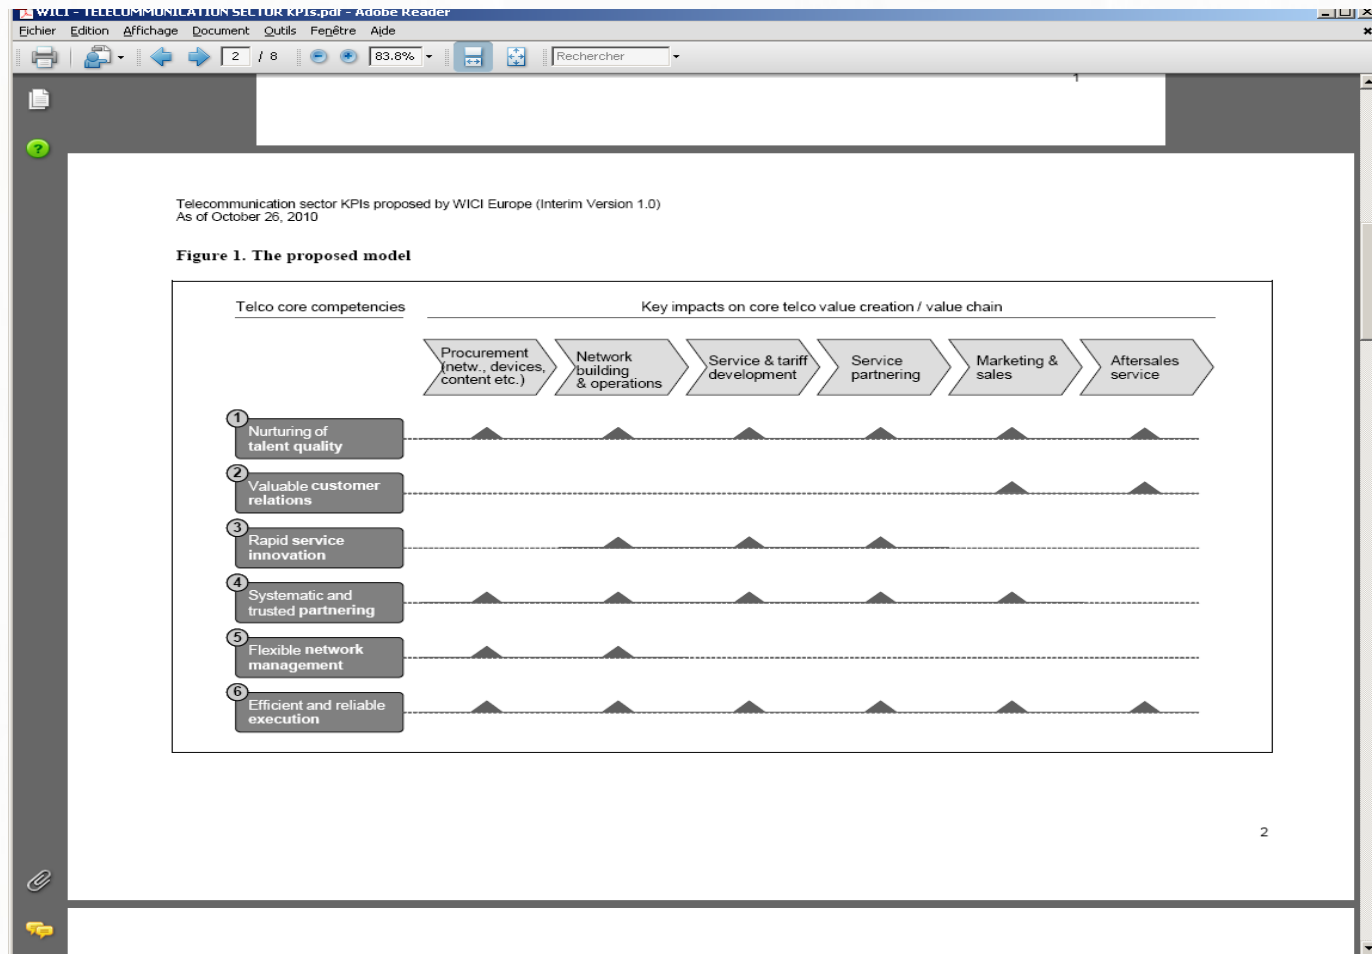 WICI - TELECOMMUNICATION SECTOR KPIs.pdf - Adobe Reader
Fichier Edition Affichage Document Outils Fenêtre Aide
2 / 8 83.8% Rechercher
1
Telecommunication sector KPIs proposed by WICI Europe (Interim Version 1.0)
As of October 26, 2010
Figure 1. The proposed model
Telco core competencies
Key impacts on core telco value creation / value chain
Procurement
(netw., devices,
content etc.)
Network
building
& operations
Service & tariff
development
Service
partnering
Marketing &
sales
Aftersales
service
1
Nurturing of
talent quality
2
Valuable customer
relations
3
Rapid service
innovation
4
Systematic and
trusted partnering
5
Flexible network
management
6
Efficient and reliable
execution
2